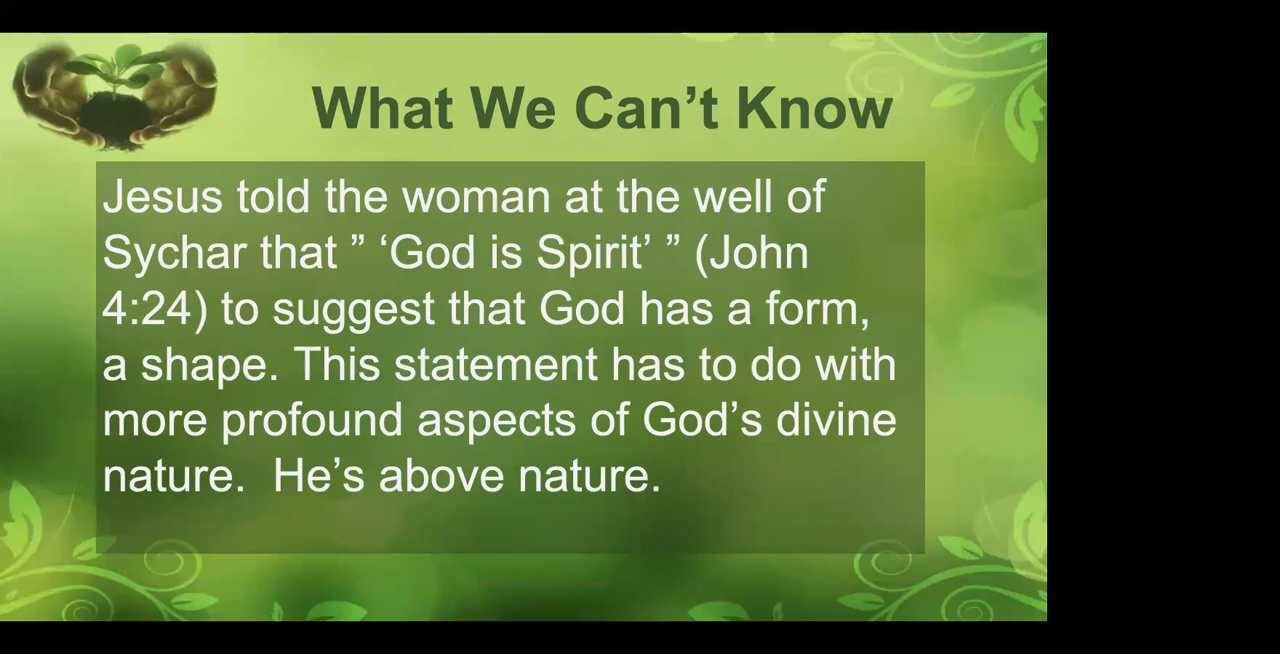 What We Can’t Know
Jesus told the woman at the well of
Sychar that ” ‘God is Spirit’ ” (John
4:24) to suggest that God has a form,
a shape. This statement has to do with
more profound aspects of God’s divine
nature.  He’s above nature.